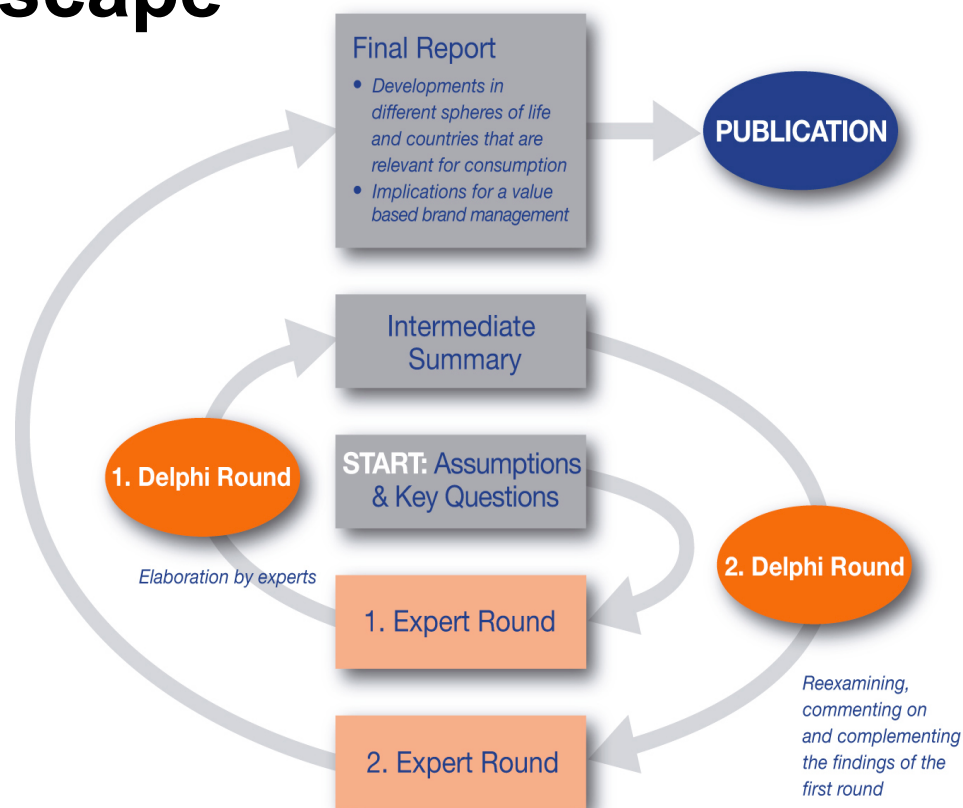 scape
Final Report
• Developments in
different spheres of life
and countries that are
relevant for consumption
• Implications for a value
based brand management
PUBLICATION
Intermediate
Summary
1. Delphi Round
START: Assumptions
& Key Questions
Elaboration by experts
1. Expert Round
2. Delphi Round
Reexamining,
commenting on
and complementing
the findings of the
first round
2. Expert Round